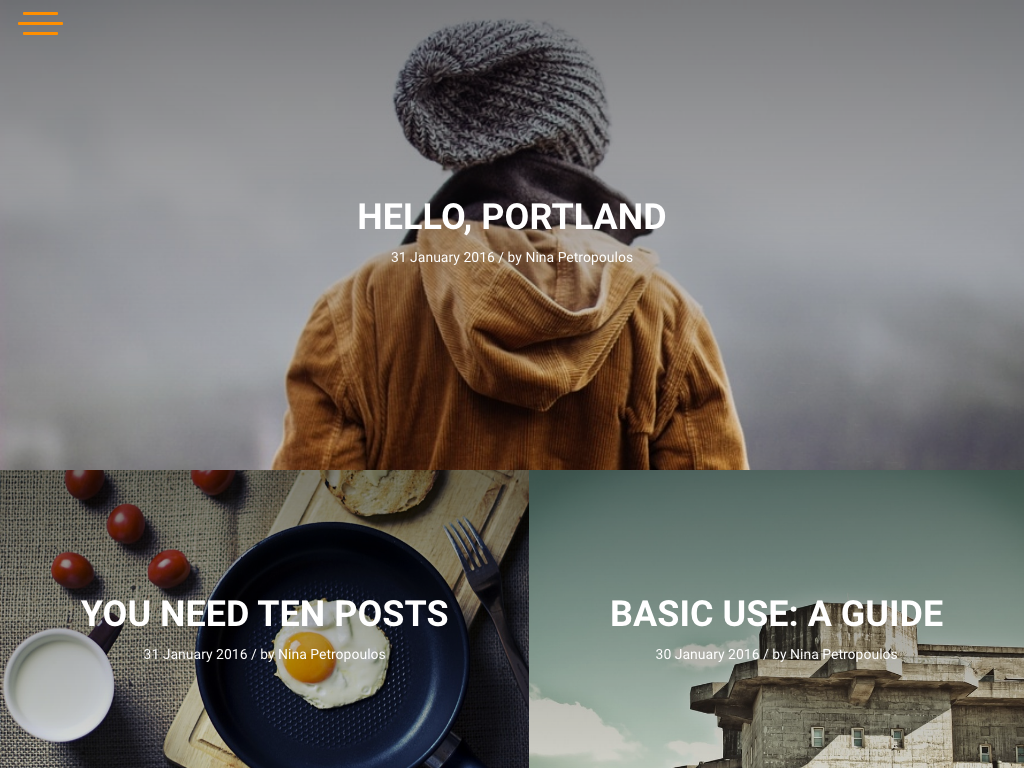 HELLO, PORTLAND
31 January 2016 / by Nina Petropoulos
YOU NEED TEN POSTS
31 January 2016 / by Nina Petropoulos
BASIC USE: A GUIDE
30 January 2016 / by Nina Petropoulos